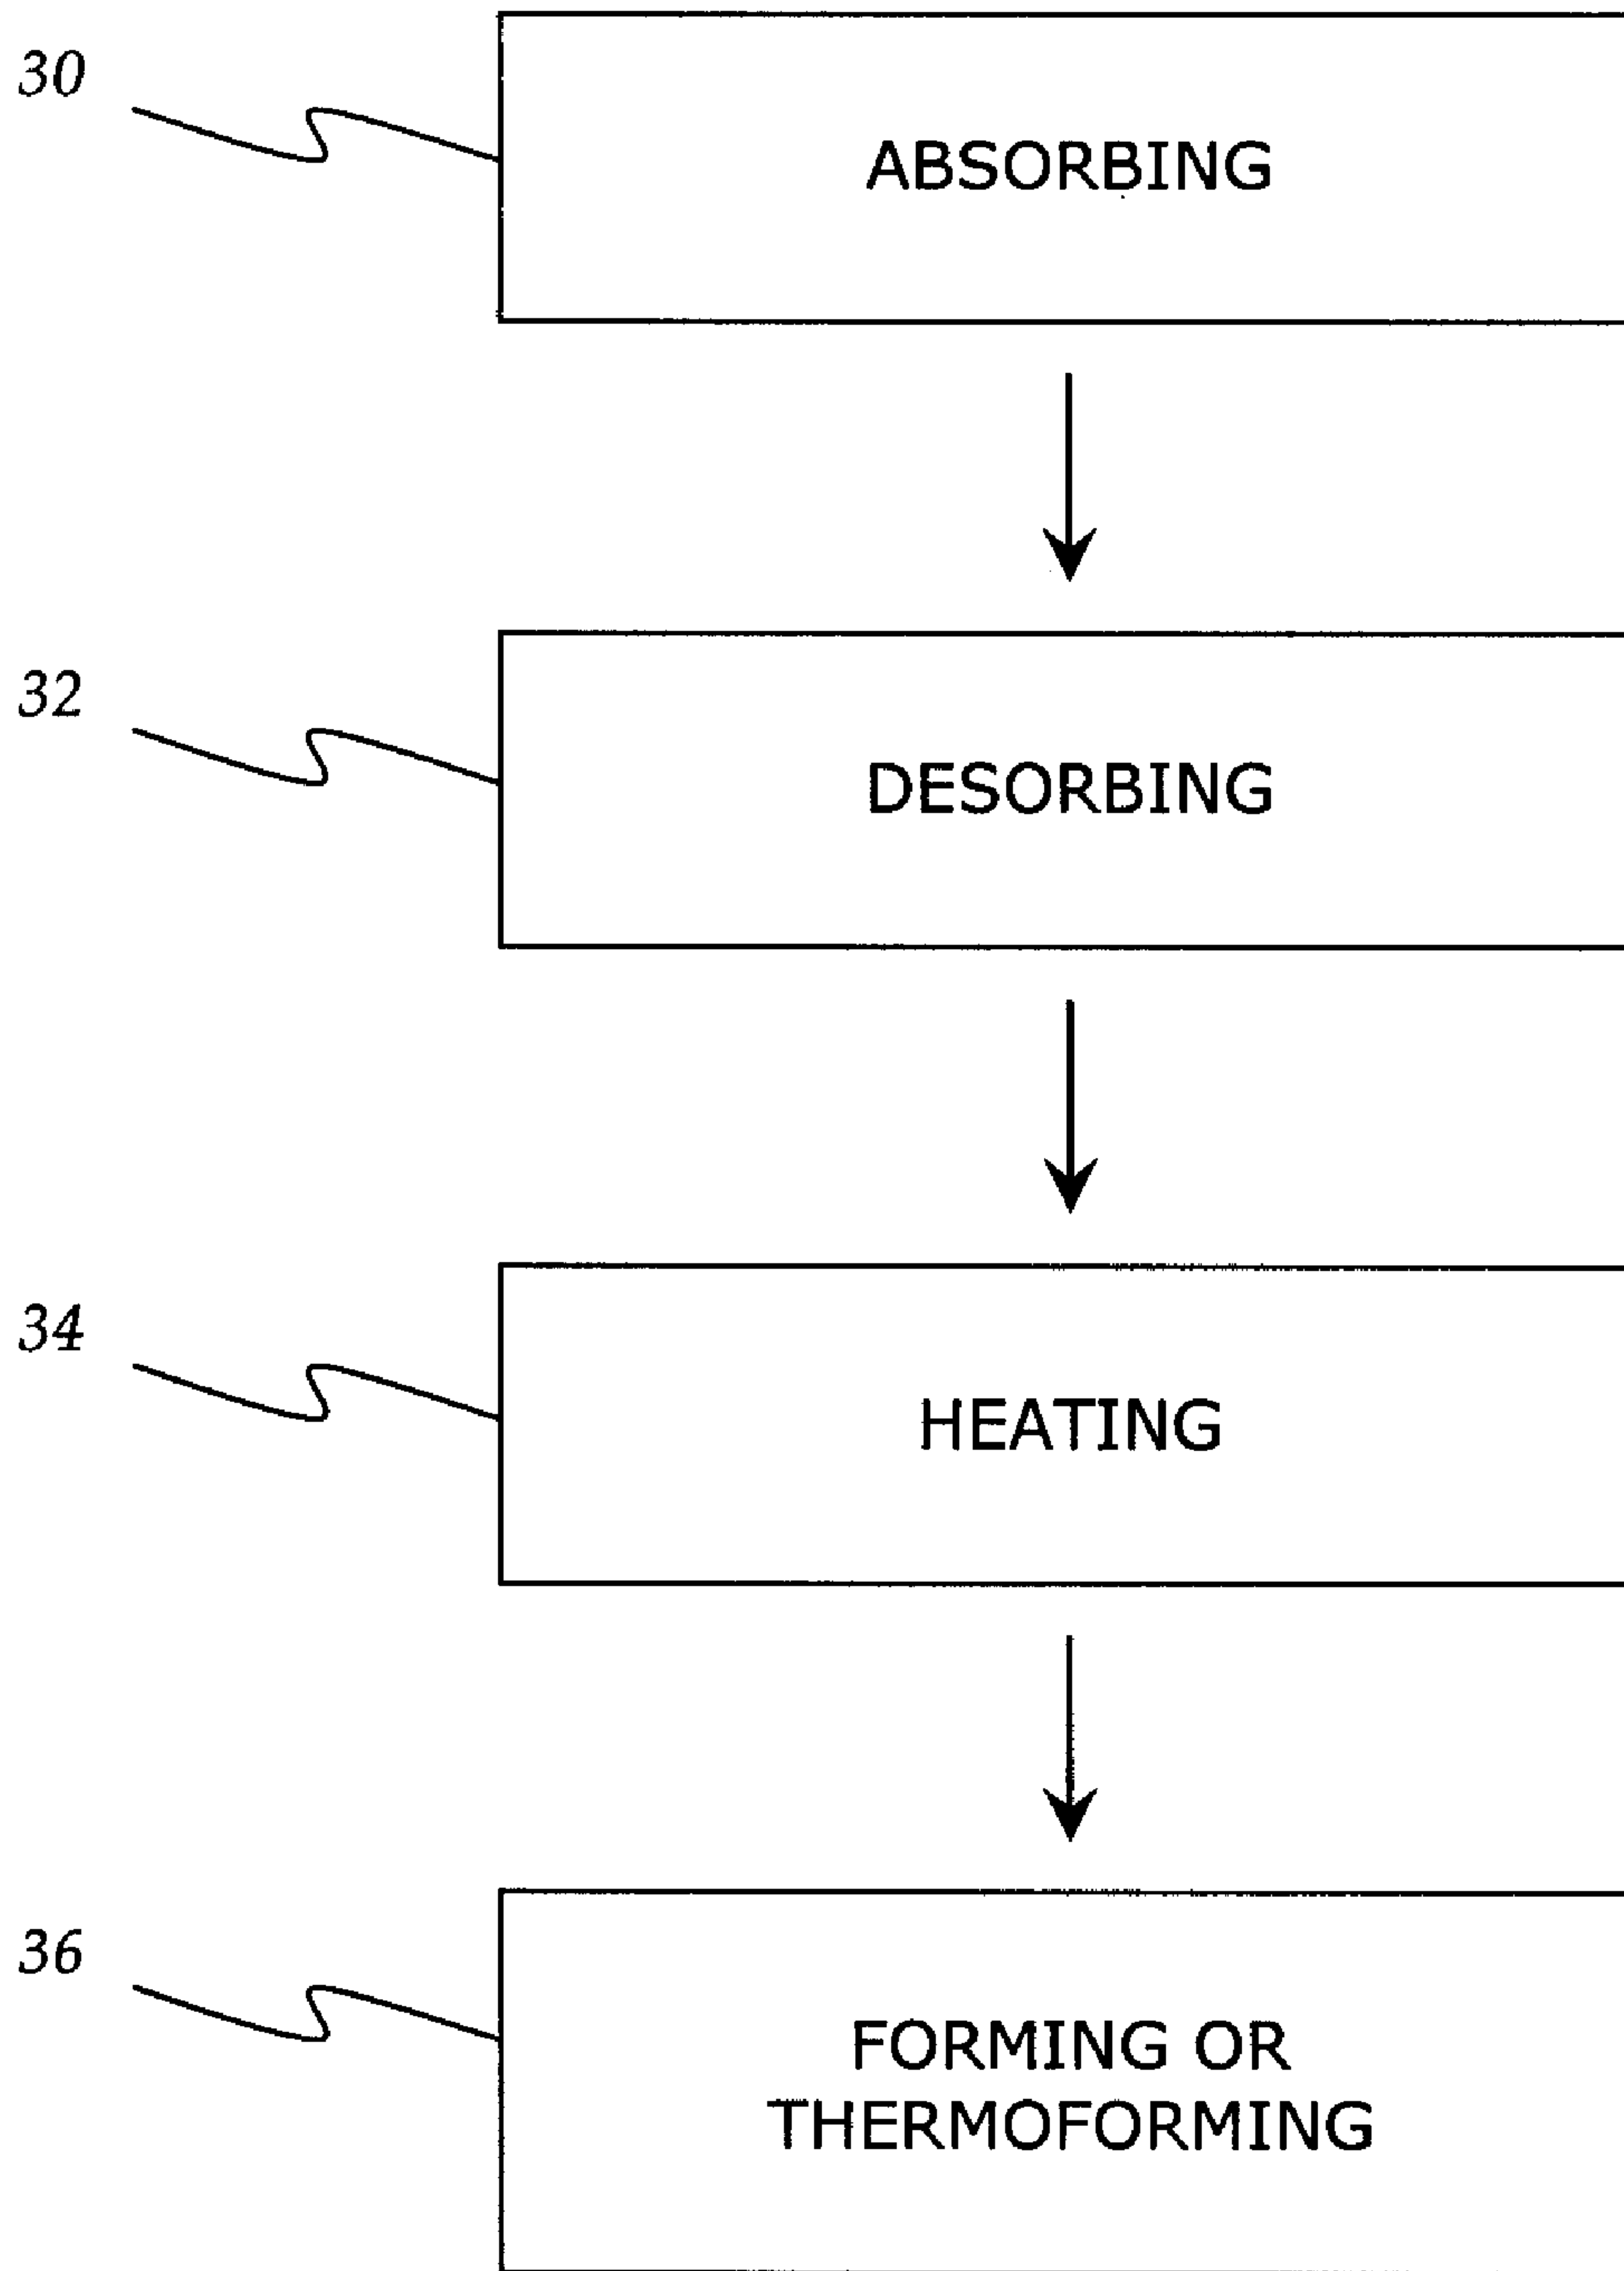 30
ABSORBING
32
DESORBING
34
HEATING
36
FORMING OR
THERMOFORMING